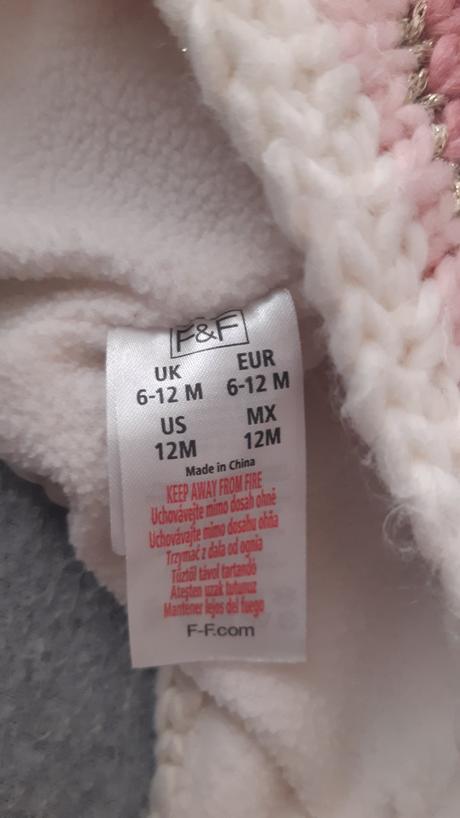 F&F
UK EUR
6-12 M 6-12 M
US MX
12M 12M
Made in China
KEEP AWAY FROM FIRE
Uchovávejte mimo dosah ohně
Uchovávajte mimo dosahu ohňa
Trzymać z dala od ognia
Tűztől távol tartandó
Ateşten uzak tutunuz
Mantener lejos del fuego
F-F.com